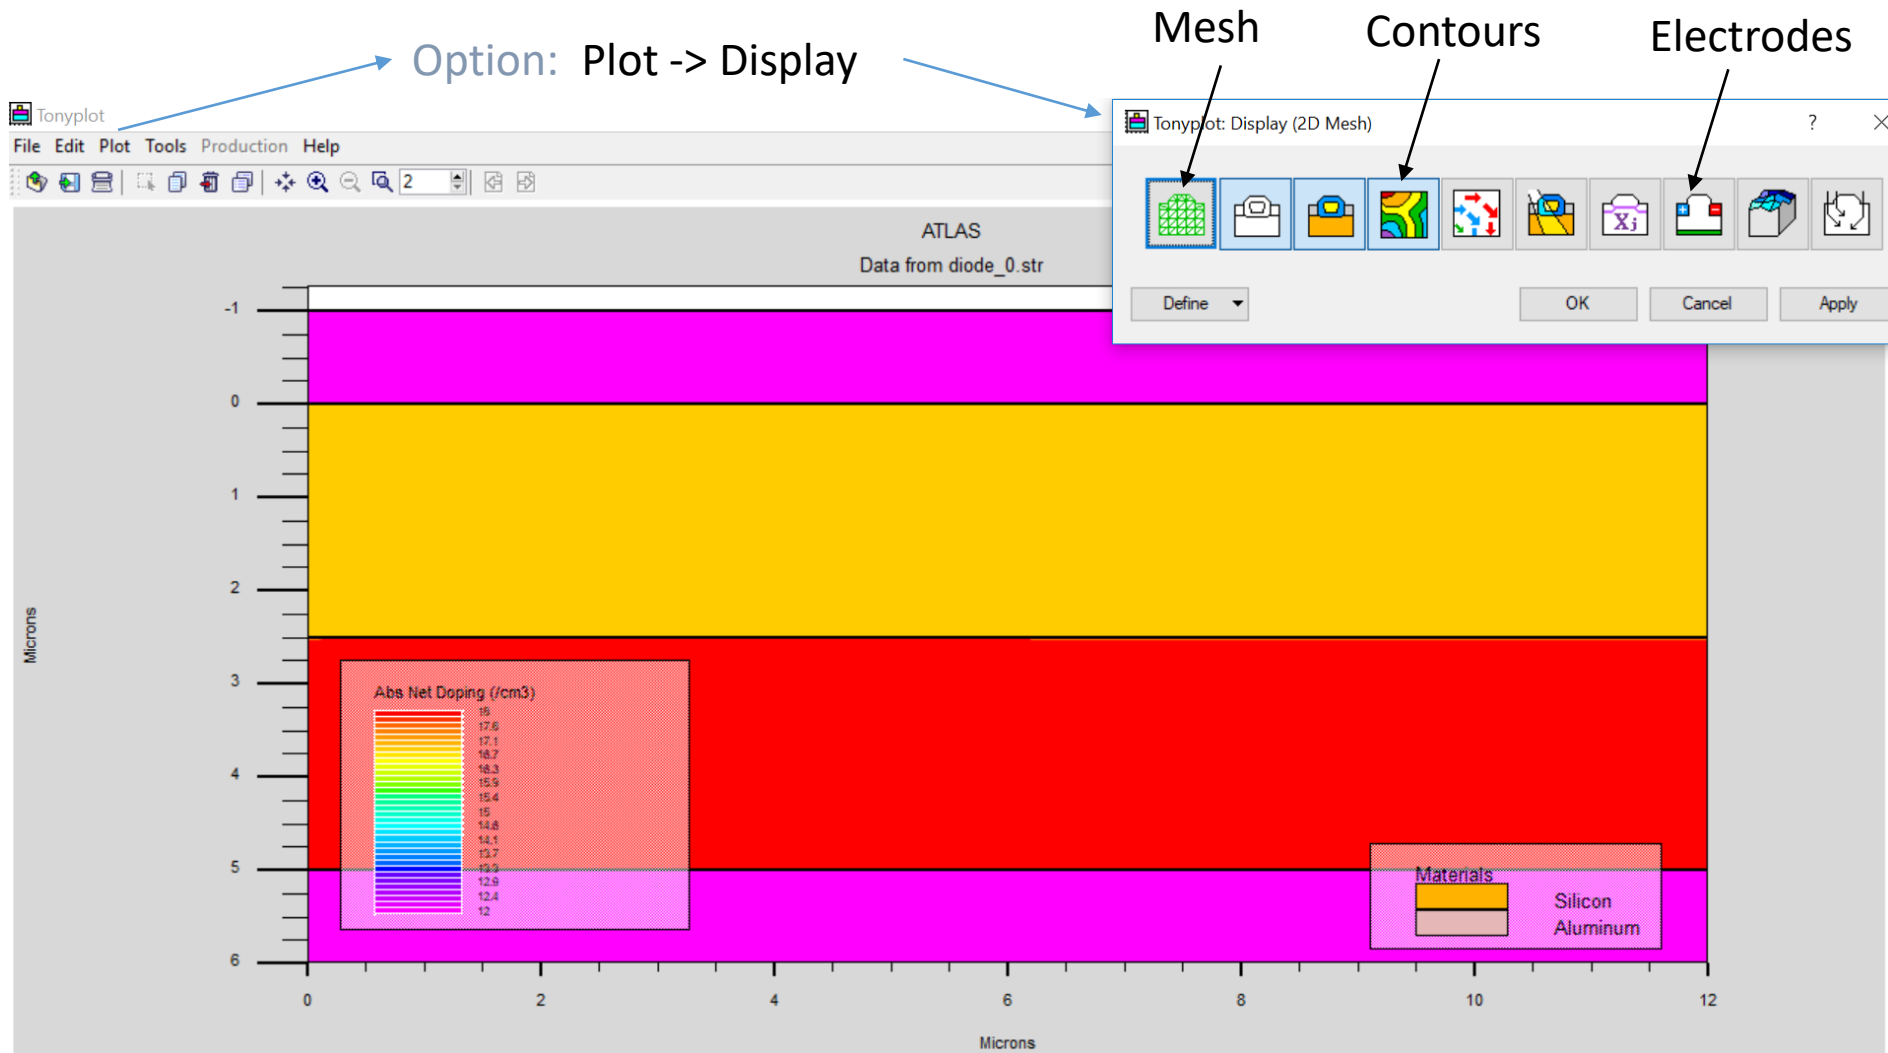 Mesh Contours Electrodes
Option: Plot -> Display
Tonyplot
File Edit Plot Tools Production Help
2
Tonyplot: Display (2D Mesh) ?
Xj
Define OK Cancel Apply
ATLAS
Data from diode_0.str
-1
0
1
2
3
4
5
6
Microns
Abs Net Doping (/cm3)
18
17.6
17.1
16.7
16.3
15.9
15.4
15
14.6
14.1
13.7
13.3
12.9
12.4
12
Materials
Silicon
Aluminum
0 2 4 6 8 10 12
Microns